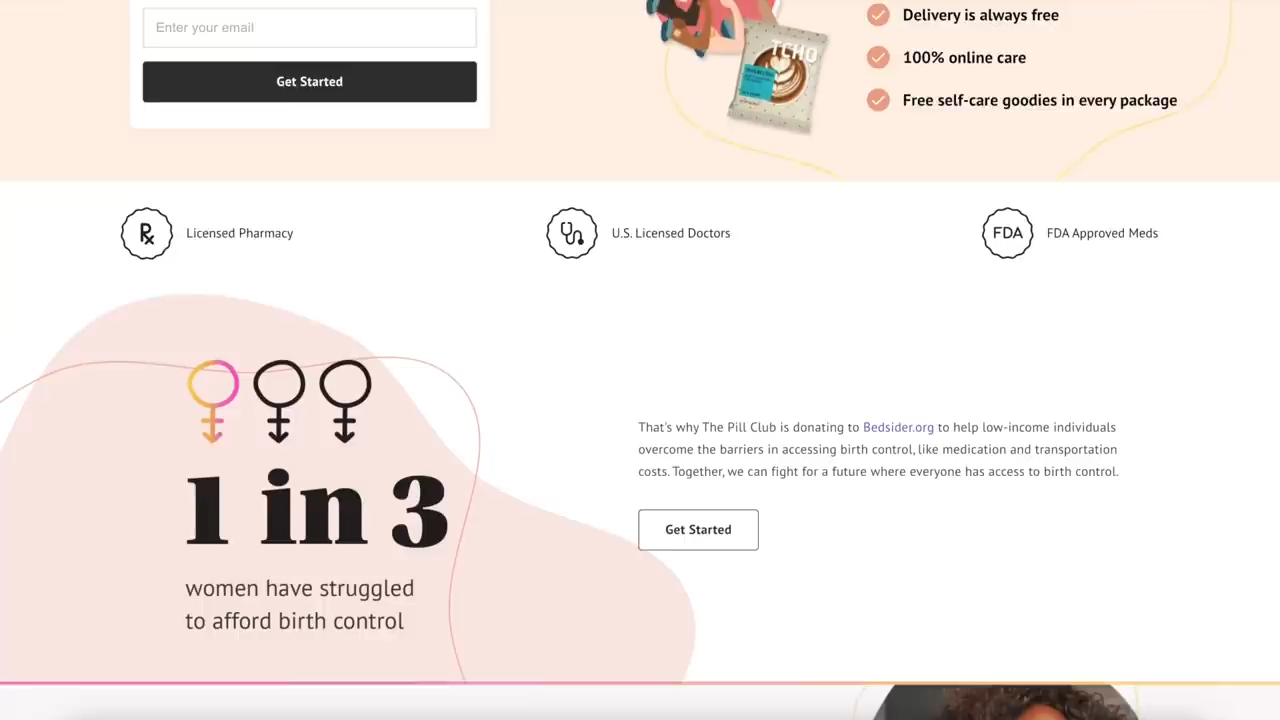 Enter your email
Get Started
TCHO
Delivery is always free
100% online care
Free self-care goodies in every package
Rx
Licensed Pharmacy
U.S. Licensed Doctors
FDA
FDA Approved Meds
1 in 3
women have struggled
to afford birth control
That's why The Pill Club is donating to Bedsider.org to help low-income individuals
overcome the barriers in accessing birth control, like medication and transportation
costs. Together, we can fight for a future where everyone has access to birth control.
Get Started